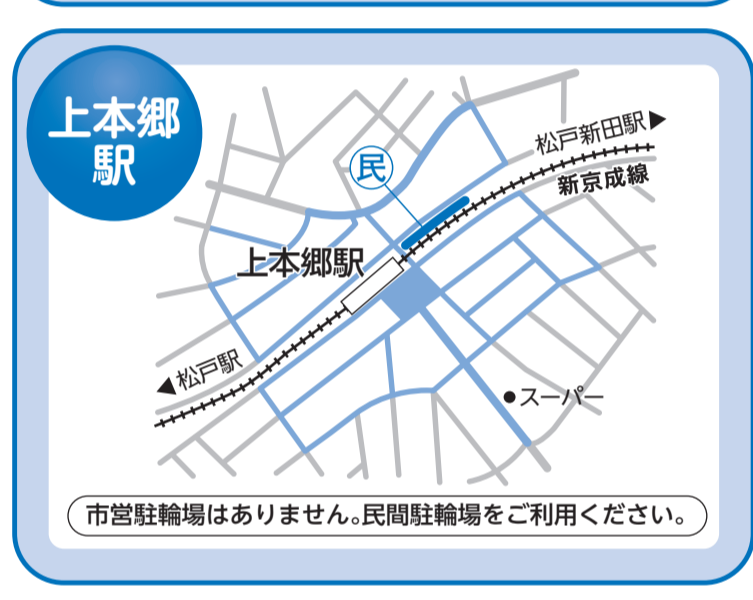 上本郷
駅
松戸新田駅▶
新京成線
民
上本郷駅
◀松戸駅
●スーパー
市営駐輪場はありません。民間駐輪場をご利用ください。